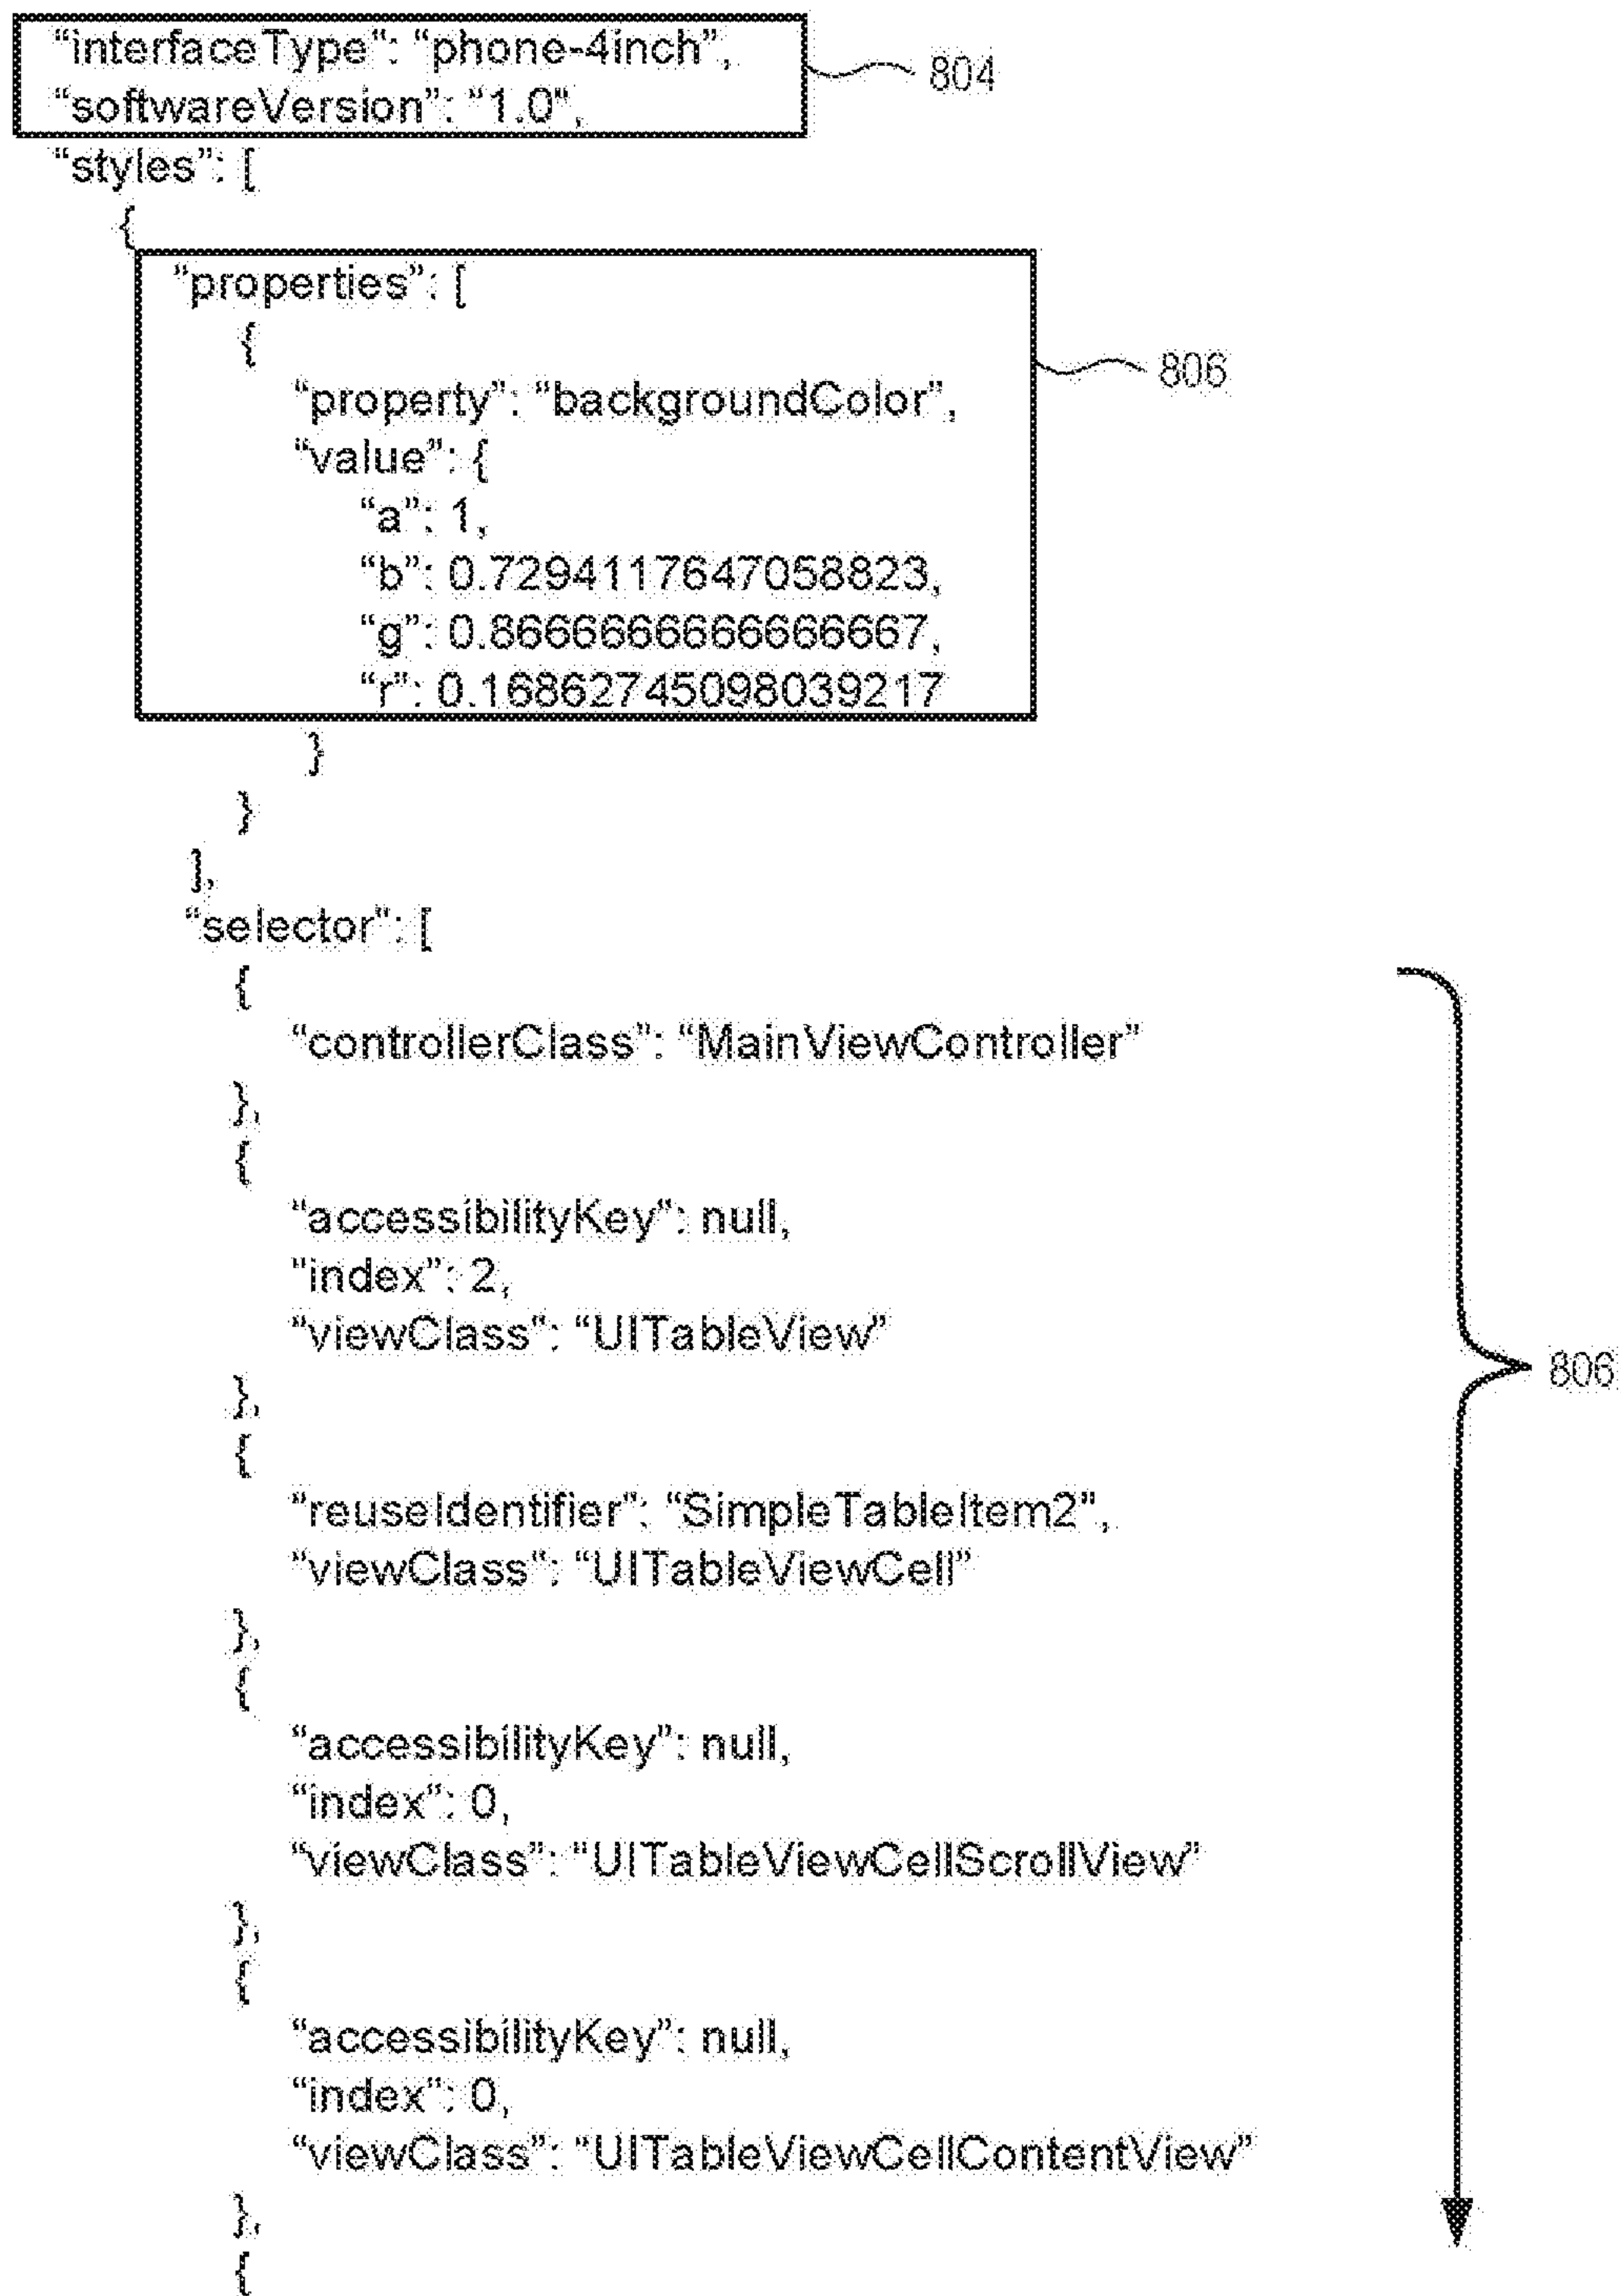 “interfaceType”: “phone-4inch”,
804
“softwareVersion”: “1.0”,
“styles”: [
{
“properties”: [
{
806
“property”: “backgroundColor”,
“value”: {
“a”: 1,
“b”: 0.7294117647058823,
“g”: 0.8666666666666667,
“r”: 0.16862745098039217
}
}
],
“selector”: [
{
“controllerClass”: “MainViewController”
},
{
“accessibilityKey”: null,
“index”: 2,
“viewClass”: “UITableView”
806
},
{
“reuseIdentifier”: “SimpleTableItem2”,
“viewClass”: “UITableViewCell”
},
{
“accessibilityKey”: null,
“index”: 0,
“viewClass”: “UITableViewCellScrollView”
},
{
“accessibilityKey”: null,
“index”: 0,
“viewClass”: “UITableViewCellContentView”
},
{